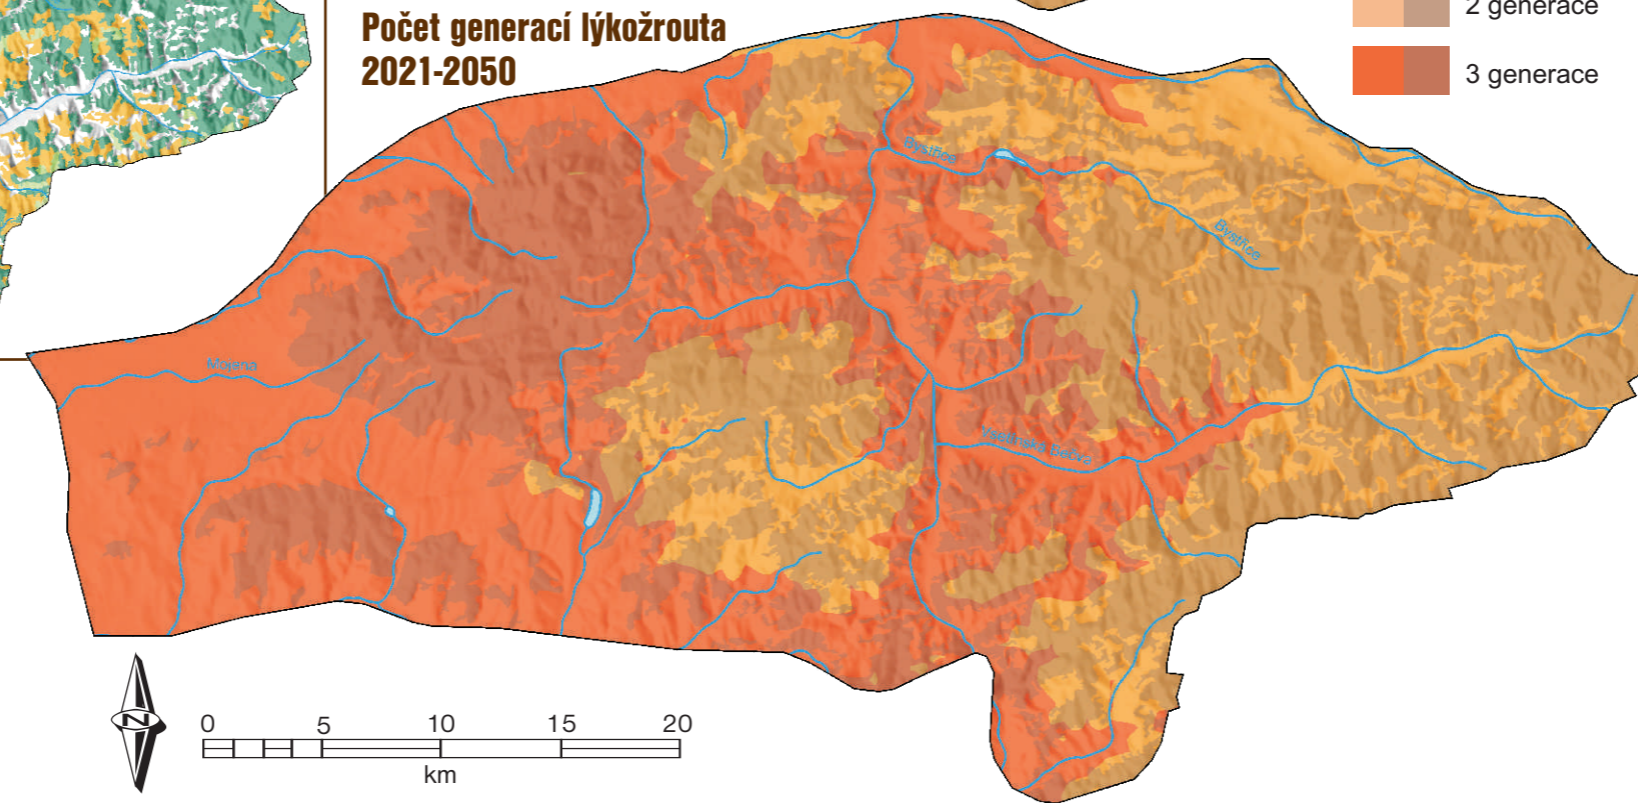 Počet generací lýkožrouta
2021-2050
2 generace
3 generace
Bystřice
Bystřice
Mojena
Vsetínská Bečva
N
0 5 10 15 20
km